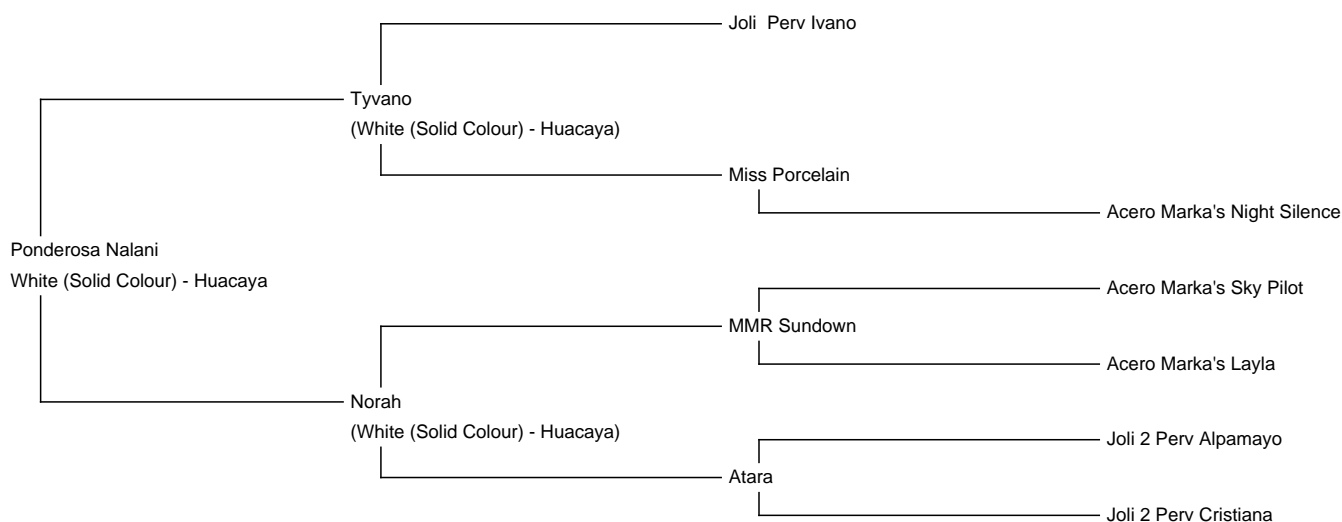 Joli  Perv Ivano
Tyvano
(White (Solid Colour) - Huacaya)
Miss Porcelain
Acero Marka's Night Silence
Ponderosa Nalani
White (Solid Colour) - Huacaya
Acero Marka's Sky Pilot
MMR Sundown
Acero Marka's Layla
Norah
(White (Solid Colour) - Huacaya)
Joli 2 Perv Alpamayo
Atara
Joli 2 Perv Cristiana